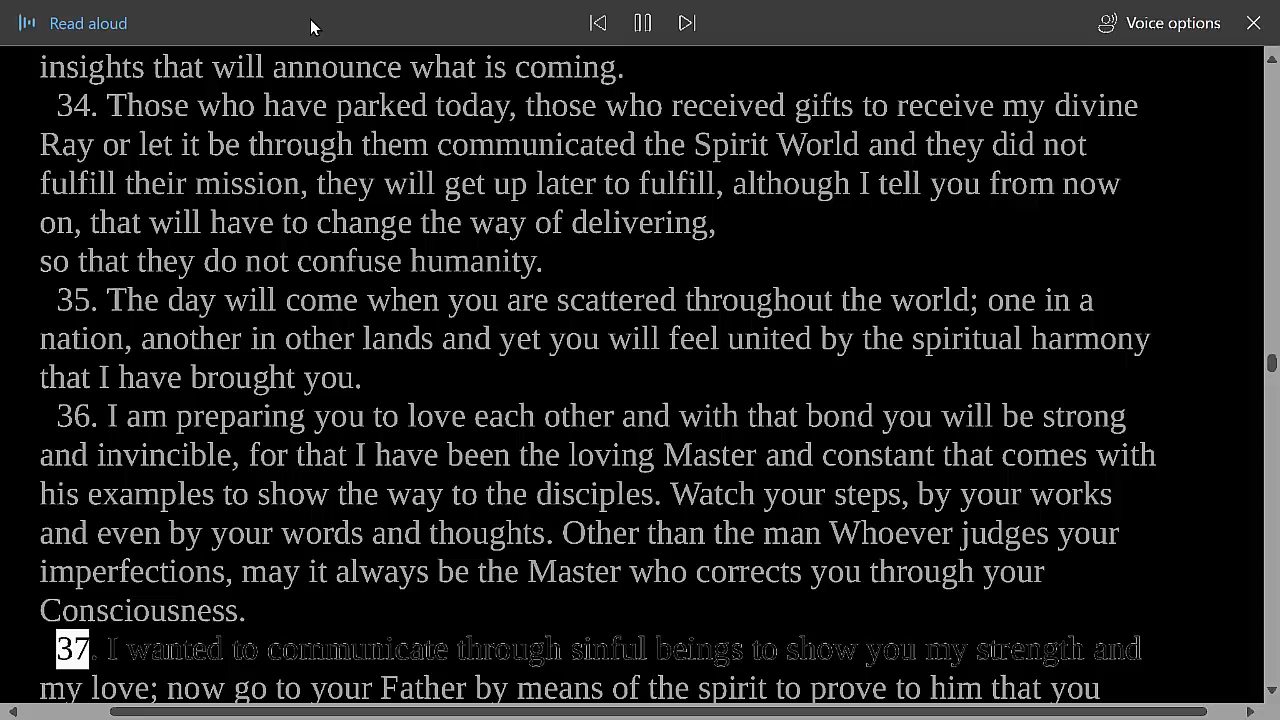 Read aloud
Voice options
insights that will announce what is coming.
34. Those who have parked today, those who received gifts to receive my divine
Ray or let it be through them communicated the Spirit World and they did not
fulfill their mission, they will get up later to fulfill, although I tell you from now
on, that will have to change the way of delivering,
so that they do not confuse humanity.
35. The day will come when you are scattered throughout the world; one in a
nation, another in other lands and yet you will feel united by the spiritual harmony
that I have brought you.
36. I am preparing you to love each other and with that bond you will be strong
and invincible, for that I have been the loving Master and constant that comes with
his examples to show the way to the disciples. Watch your steps, by your works
and even by your words and thoughts. Other than the man Whoever judges your
imperfections, may it always be the Master who corrects you through your
Consciousness.
37. I wanted to communicate through sinful beings to show you my strength and
my love; now go to your Father by means of the spirit to prove to him that you